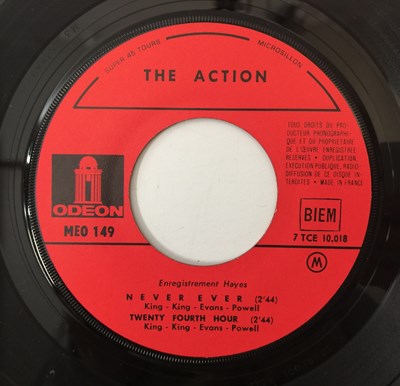 SUPER 45 TOURS
MICROSILLON
THE ACTION
ODEON
MEO 149
TOUS DROITS DU PRO-
DUCTEUR PHONOGRAPHI-
QUE ET DU PROPRIETAIRE
DE L'ŒUVRE ENREGISTREE
RESERVES • DUPLICATION,
EXECUTION PUBLIQUE, RADIO-
DIFFUSION DE CE DISQUE IN-
TERDITES • MADE IN FRANCE
BIEM
7 TCE 10.018
M
Enregistrement Hayes
NEVER EVER (2'44)
King - King - Evans - Powell
TWENTY FOURTH HOUR (2'44)
King - King - Evans - Powell